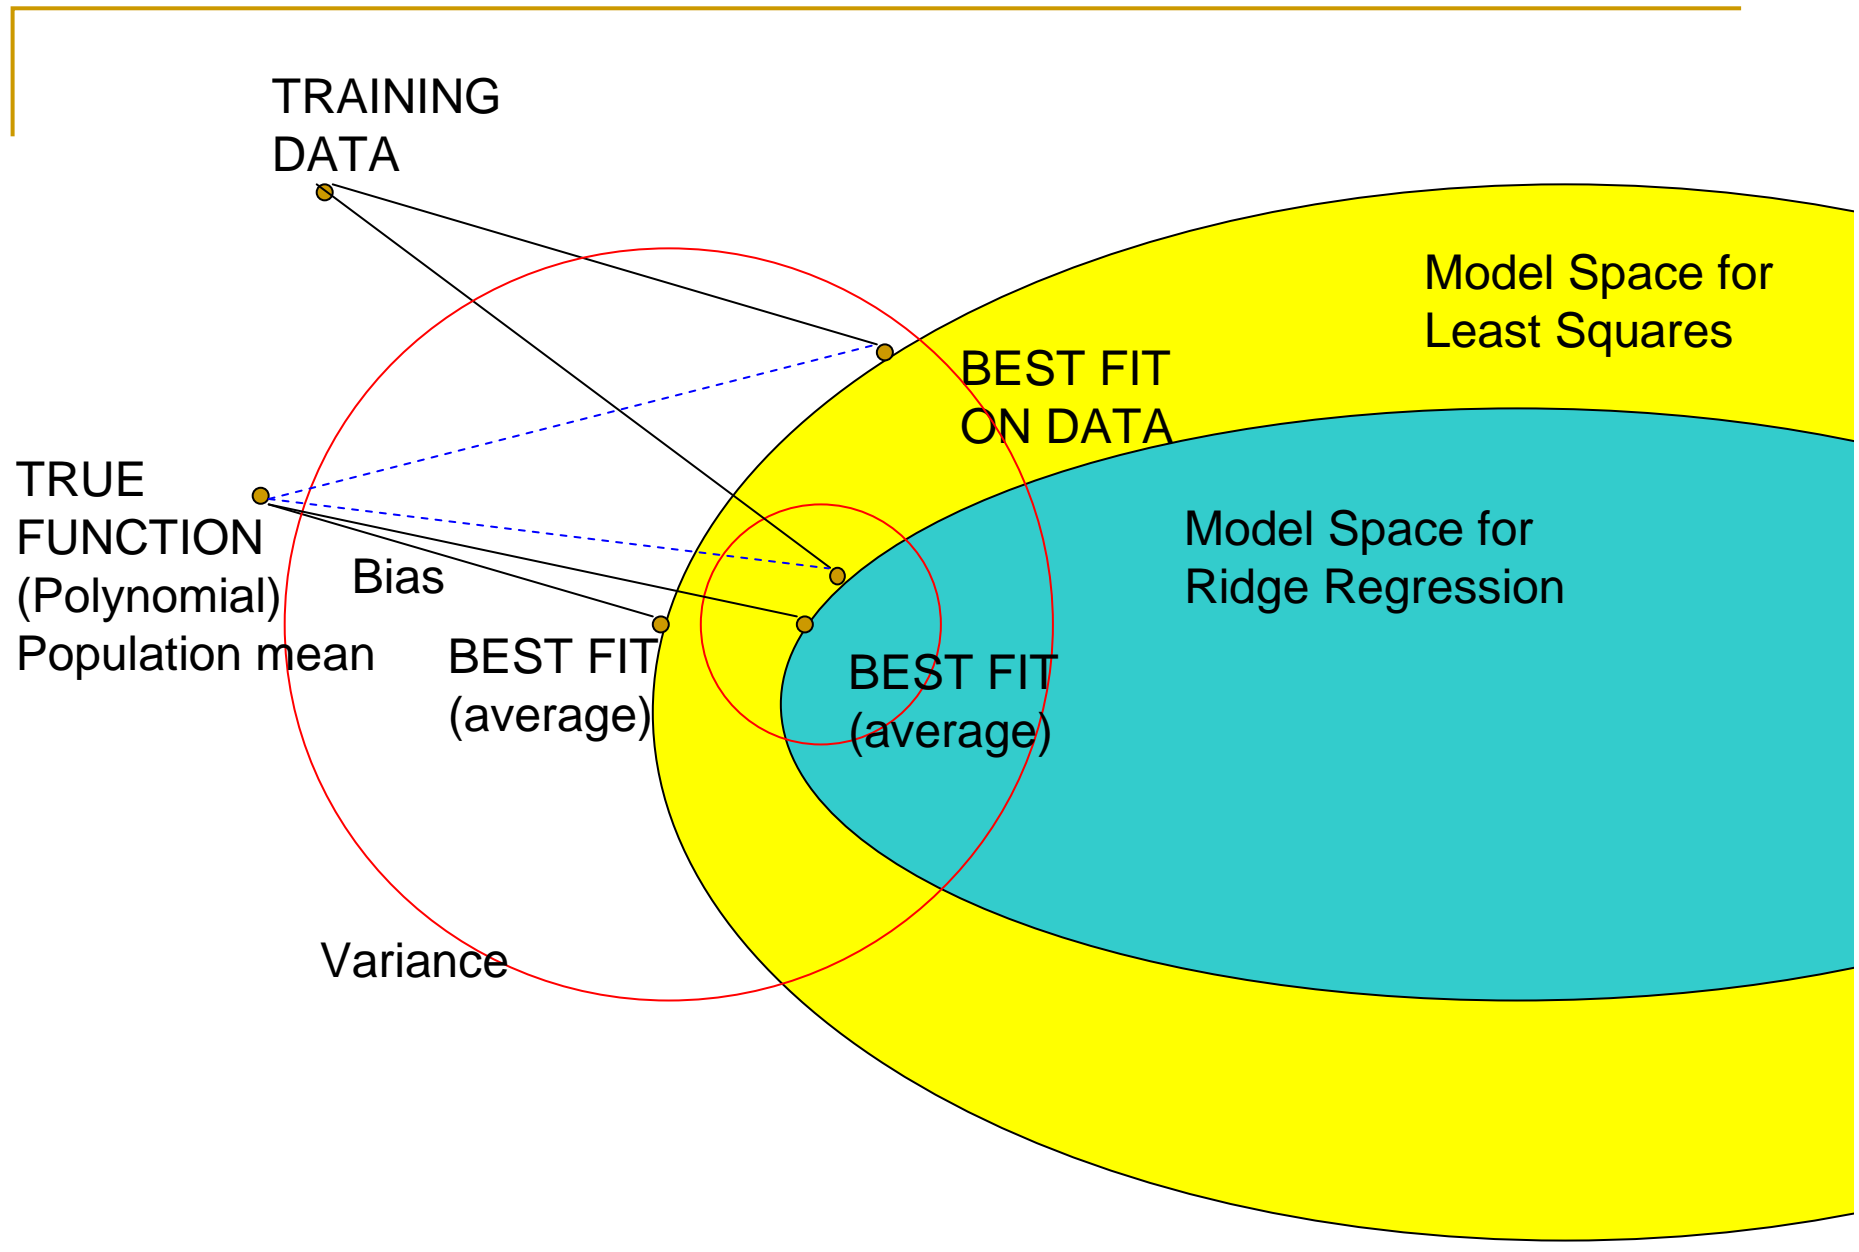 TRAINING
DATA
Model Space for
Least Squares
BEST FIT
ON DATA
TRUE
FUNCTION
(Polynomial)
Population mean
Bias
Model Space for
Ridge Regression
BEST FIT
(average)
BEST FIT
(average)
Variance